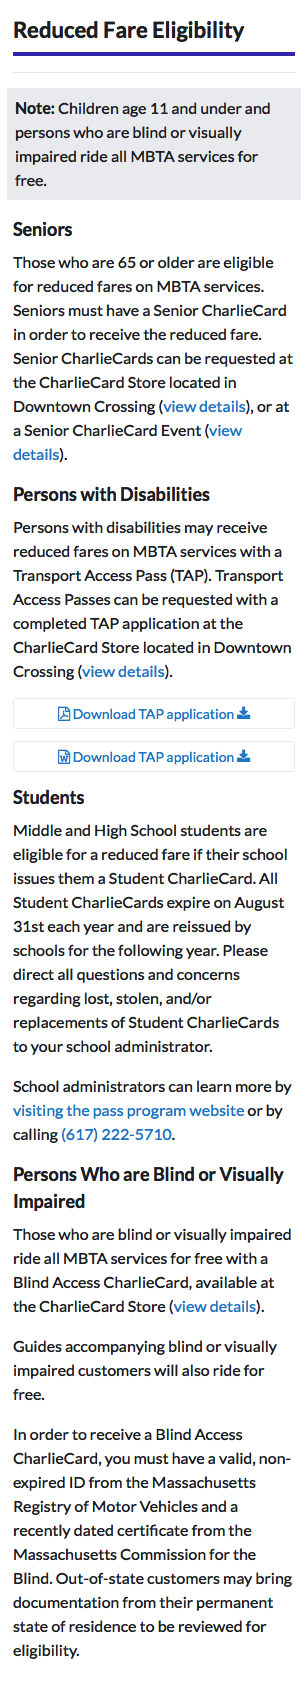 Reduced Fare Eligibility
Note: Children age 11 and under and
persons who are blind or visually
impaired ride all MBTA services for
free.
Seniors
Those who are 65 or older are eligible
for reduced fares on MBTA services.
Seniors must have a Senior CharlieCard
in order to receive the reduced fare.
Senior CharlieCards can be requested at
the CharlieCard Store located in
Downtown Crossing (view details), or at
a Senior CharlieCard Event (view
details).
Persons with Disabilities
Persons with disabilities may receive
reduced fares on MBTA services with a
Transport Access Pass (TAP). Transport
Access Passes can be requested with a
completed TAP application at the
CharlieCard Store located in Downtown
Crossing (view details).
Download TAP application
Download TAP application
Students
Middle and High School students are
eligible for a reduced fare if their school
issues them a Student CharlieCard. All
Student CharlieCards expire on August
31st each year and are reissued by
schools for the following year. Please
direct all questions and concerns
regarding lost, stolen, and/or
replacements of Student CharlieCards
to your school administrator.
School administrators can learn more by
visiting the pass program website or by
calling (617) 222-5710.
Persons Who are Blind or Visually
Impaired
Those who are blind or visually impaired
ride all MBTA services for free with a
Blind Access CharlieCard, available at
the CharlieCard Store (view details).
Guides accompanying blind or visually
impaired customers will also ride for
free.
In order to receive a Blind Access
CharlieCard, you must have a valid, non-
expired ID from the Massachusetts
Registry of Motor Vehicles and a
recently dated certificate from the
Massachusetts Commission for the
Blind. Out-of-state customers may bring
documentation from their permanent
state of residence to be reviewed for
eligibility.